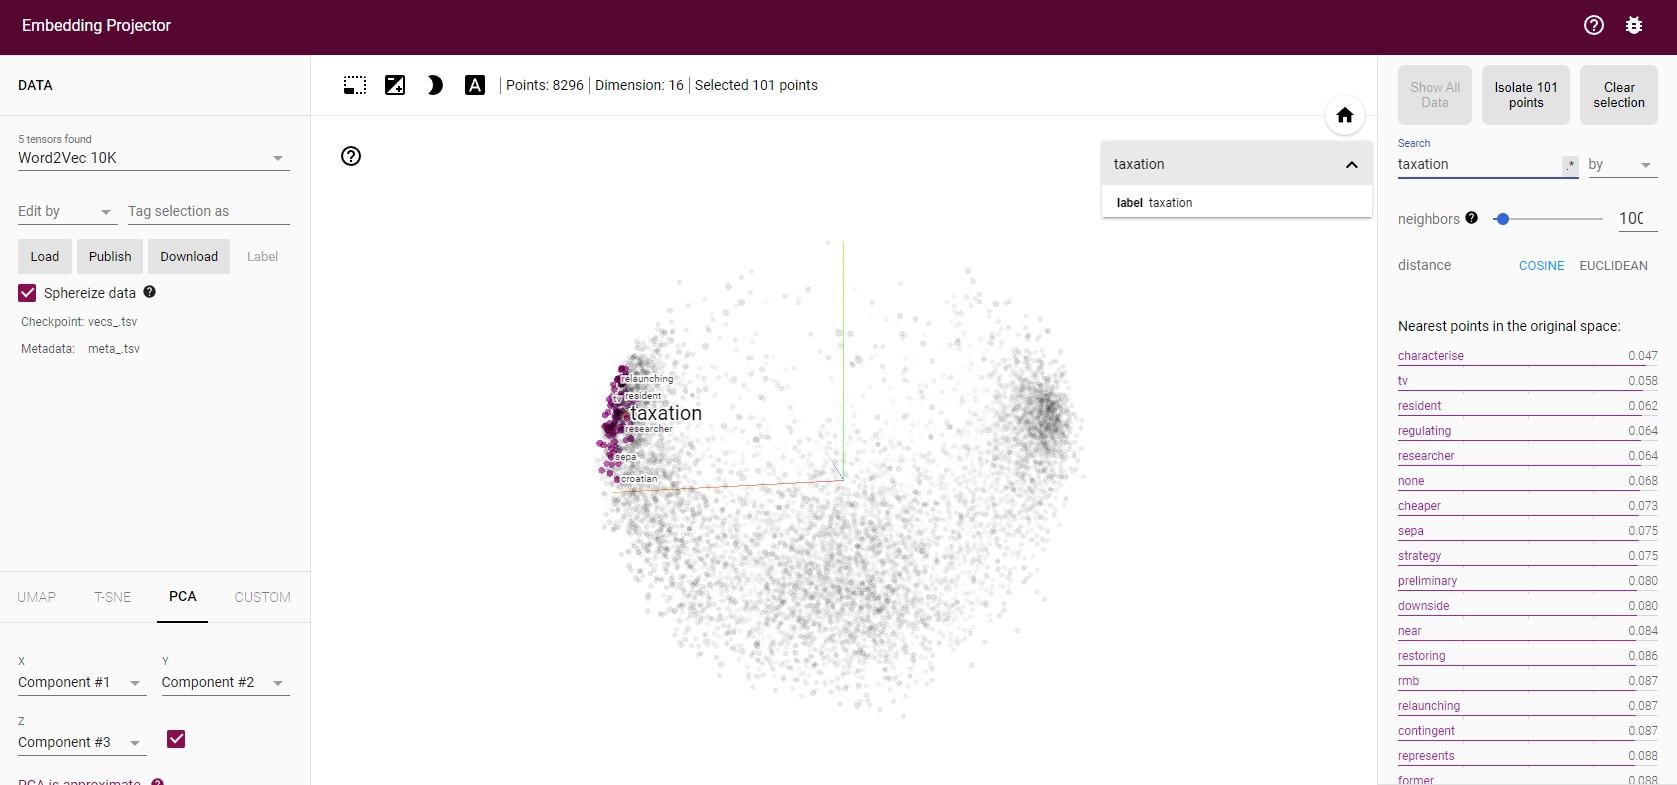 Embedding Projector
DATA
5 tensors found
Word2Vec 10K
Edit by
Tag selection as
Load
Publish
Download
Label
Sphereize data
Checkpoint: vecs_.tsv
Metadata: meta_.tsv
UMAP
T-SNE
PCA
CUSTOM
X
Component #1
Y
Component #2
Z
Component #3
PCA is approximate.
A
Points: 8296
Dimension: 16
Selected 101 points
taxation
label taxation
relaunching
tv
resident
taxation
researcher
sepa
croatian
Show All
Data
Isolate 101
points
Clear
selection
Search
taxation
.*
by
neighbors
100
distance
COSINE
EUCLIDEAN
Nearest points in the original space:
characterise 0.047
tv 0.058
resident 0.062
regulating 0.064
researcher 0.064
none 0.068
cheaper 0.073
sepa 0.075
strategy 0.075
preliminary 0.080
downside 0.080
near 0.084
restoring 0.086
rmb 0.087
relaunching 0.087
contingent 0.087
represents 0.088
former 0.088